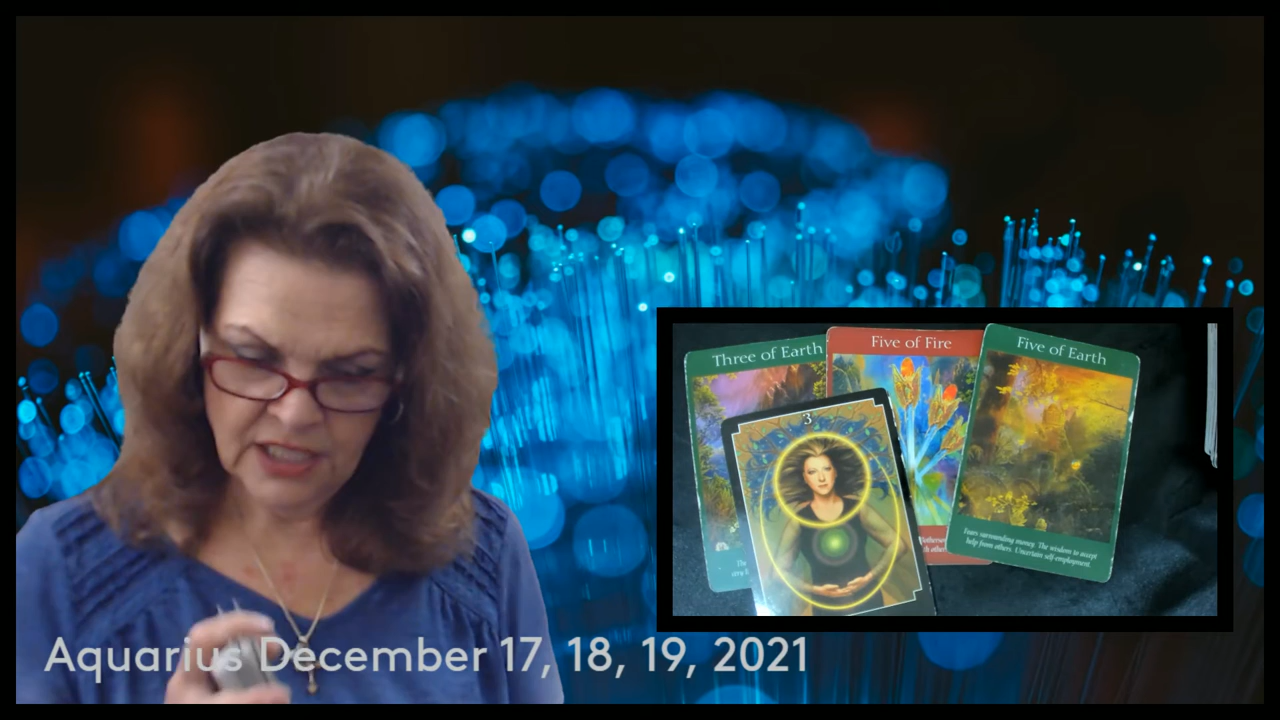 Three of Earth
Five of Fire
Five of Earth
3
Fears surrounding money. The wisdom to accept
help from others. Uncertain self-employment.
Aquarius December 17, 18, 19, 2021